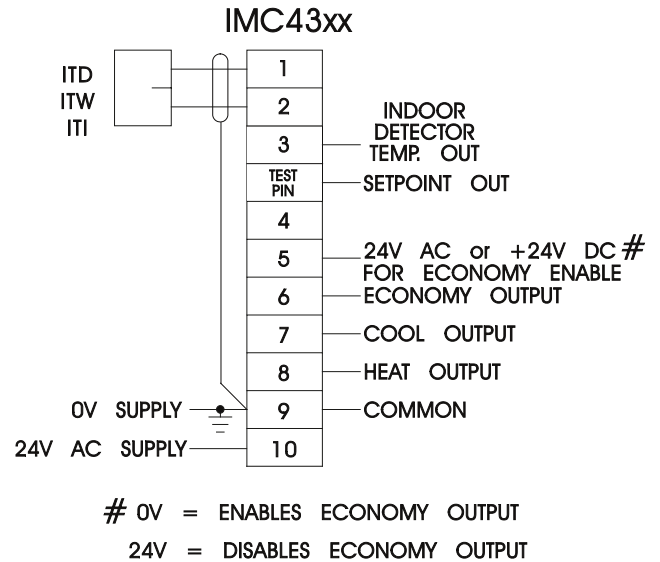 IMC43xx
ITD
ITW
ITI
1
2
3
TEST
PIN
4
5
6
7
8
9
10
INDOOR
DETECTOR
TEMP. OUT
SETPOINT OUT
24V AC or +24V DC #
FOR ECONOMY ENABLE
ECONOMY OUTPUT
COOL OUTPUT
HEAT OUTPUT
COMMON
0V SUPPLY
24V AC SUPPLY
# 0V = ENABLES ECONOMY OUTPUT
24V = DISABLES ECONOMY OUTPUT